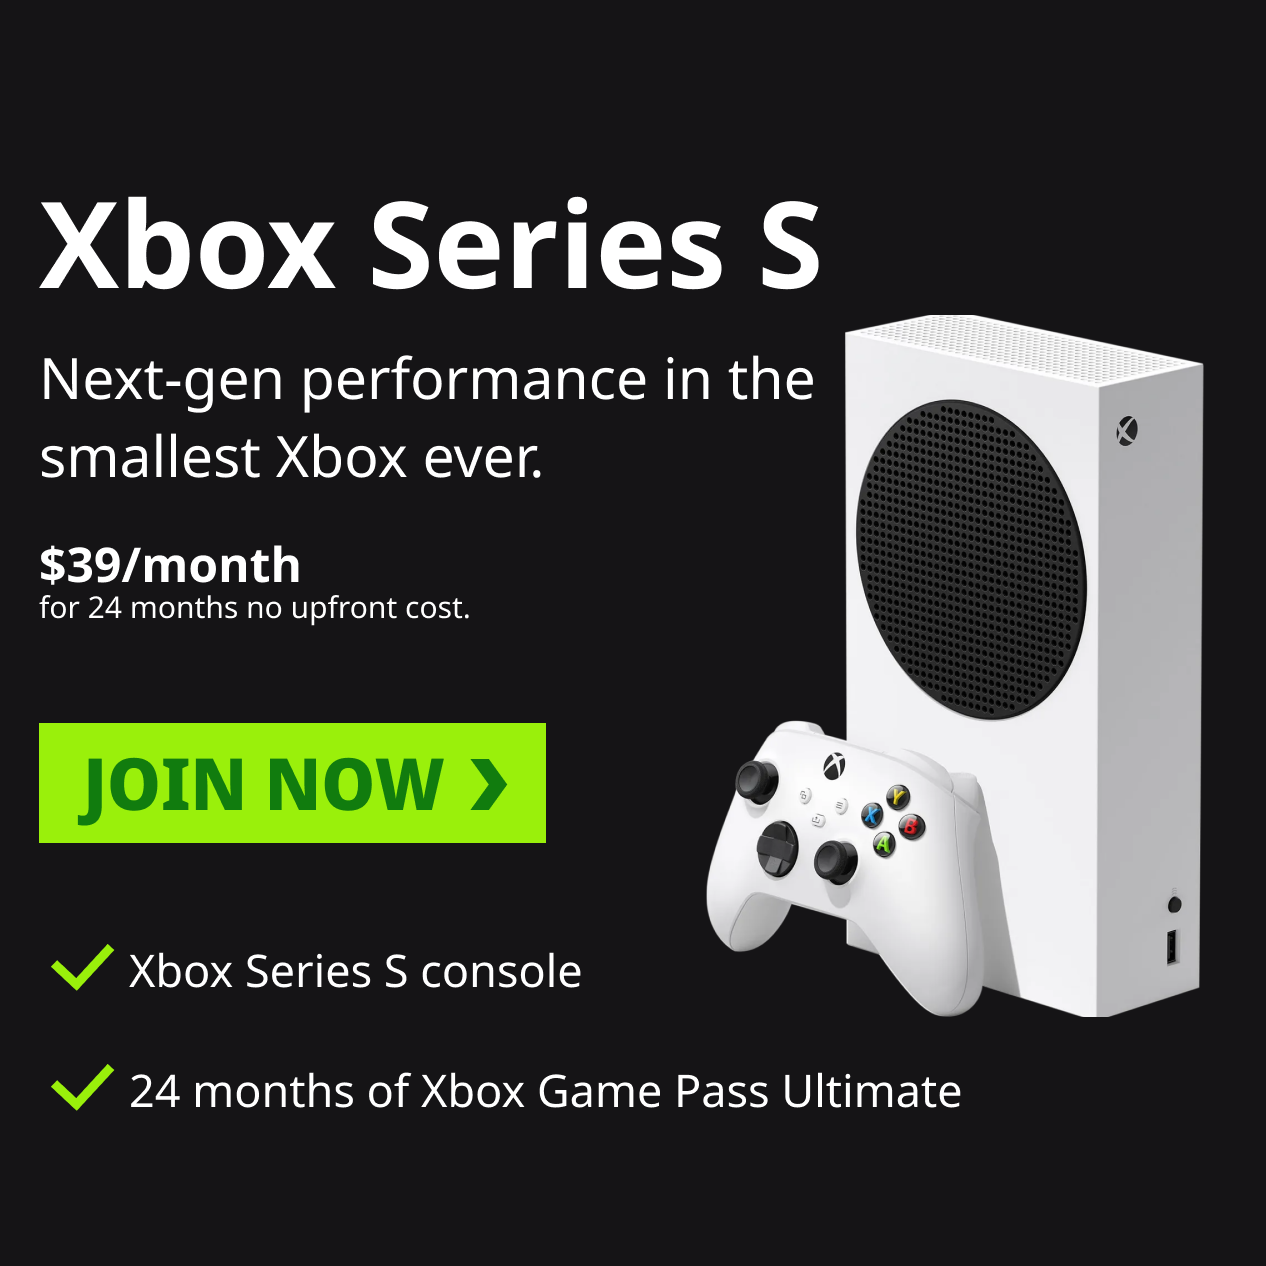 Xbox Series S
Next-gen performance in the
smallest Xbox ever.
$39/month
for 24 months no upfront cost.
JOIN NOW ❯
Y
X
B
A
Xbox Series S console
24 months of Xbox Game Pass Ultimate